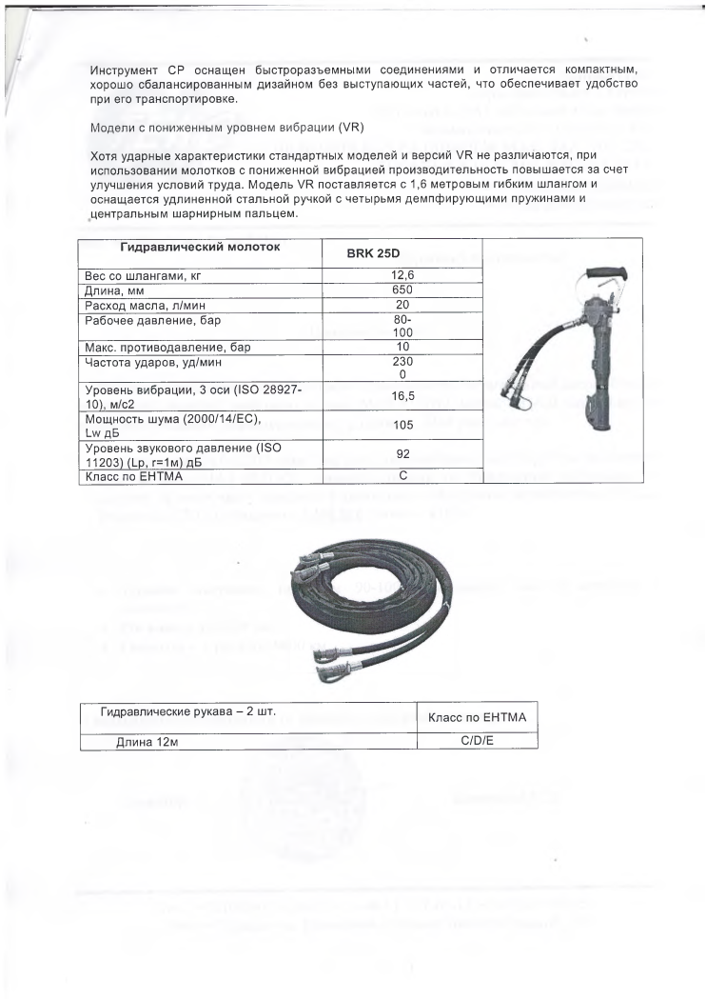 Инструмент CP оснащен быстроразъемными соединениями и отличается компактным,
хорошо сбалансированным дизайном без выступающих частей, что обеспечивает удобство
при его транспортировке.
Модели с пониженным уровнем вибрации (VR)
Хотя ударные характеристики стандартных моделей и версий VR не различаются, при
использовании молотков с пониженной вибрацией производительность повышается за счет
улучшения условий труда. Модель VR поставляется с 1,6 метровым гибким шлангом и
оснащается удлиненной стальной ручкой с четырьмя демпфирующими пружинами и
центральным шарнирным пальцем.
Гидравлический молоток BRK 25D
Вес со шлангами, кг 12,6
Длина, мм 650
Расход масла, л/мин 20
Рабочее давление, бар 80-
100
Макс. противодавление, бар 10
Частота ударов, уд/мин 230
0
Уровень вибрации, 3 оси (ISO 28927-
10), м/с2 16,5
Мощность шума (2000/14/EC),
Lw дБ 105
Уровень звукового давление (ISO
11203) (Lp, r=1м) дБ 92
Класс по EHTMA C
Гидравлические рукава – 2 шт. Класс по EHTMA
Длина 12м C/D/E